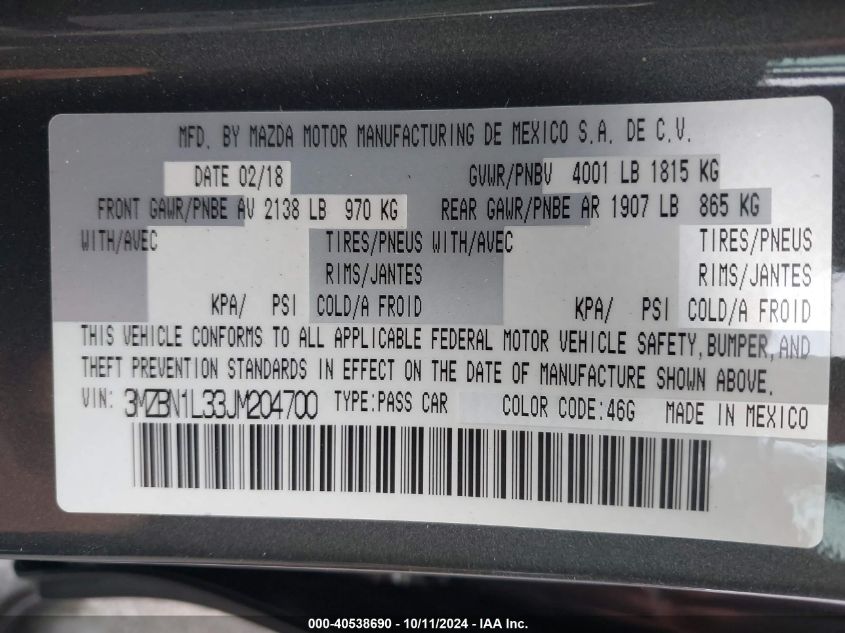 MFD. BY MAZDA MOTOR MANUFACTURING DE MEXICO S.A. DE C.V.
DATE 02/18 GVWR/PNBV 4001 LB 1815 KG
FRONT GAWR/PNBE AV 2138 LB 970 KG REAR GAWR/PNBE AR 1907 LB 865 KG
WITH/AVEC TIRES/PNEUS WITH/AVEC TIRES/PNEUS
RIMS/JANTES RIMS/JANTES
KPA/ PSI COLD/A FROID KPA/ PSI COLD/A FROID
THIS VEHICLE CONFORMS TO ALL APPLICABLE FEDERAL MOTOR VEHICLE SAFETY, BUMPER, AND
THEFT PREVENTION STANDARDS IN EFFECT ON THE DATE OF MANUFACTURE SHOWN ABOVE.
VIN: 3MZBN1L33JM204700 TYPE:PASS CAR COLOR CODE:46G MADE IN MEXICO
000-40538690 - 10/11/2024 - IAA Inc.